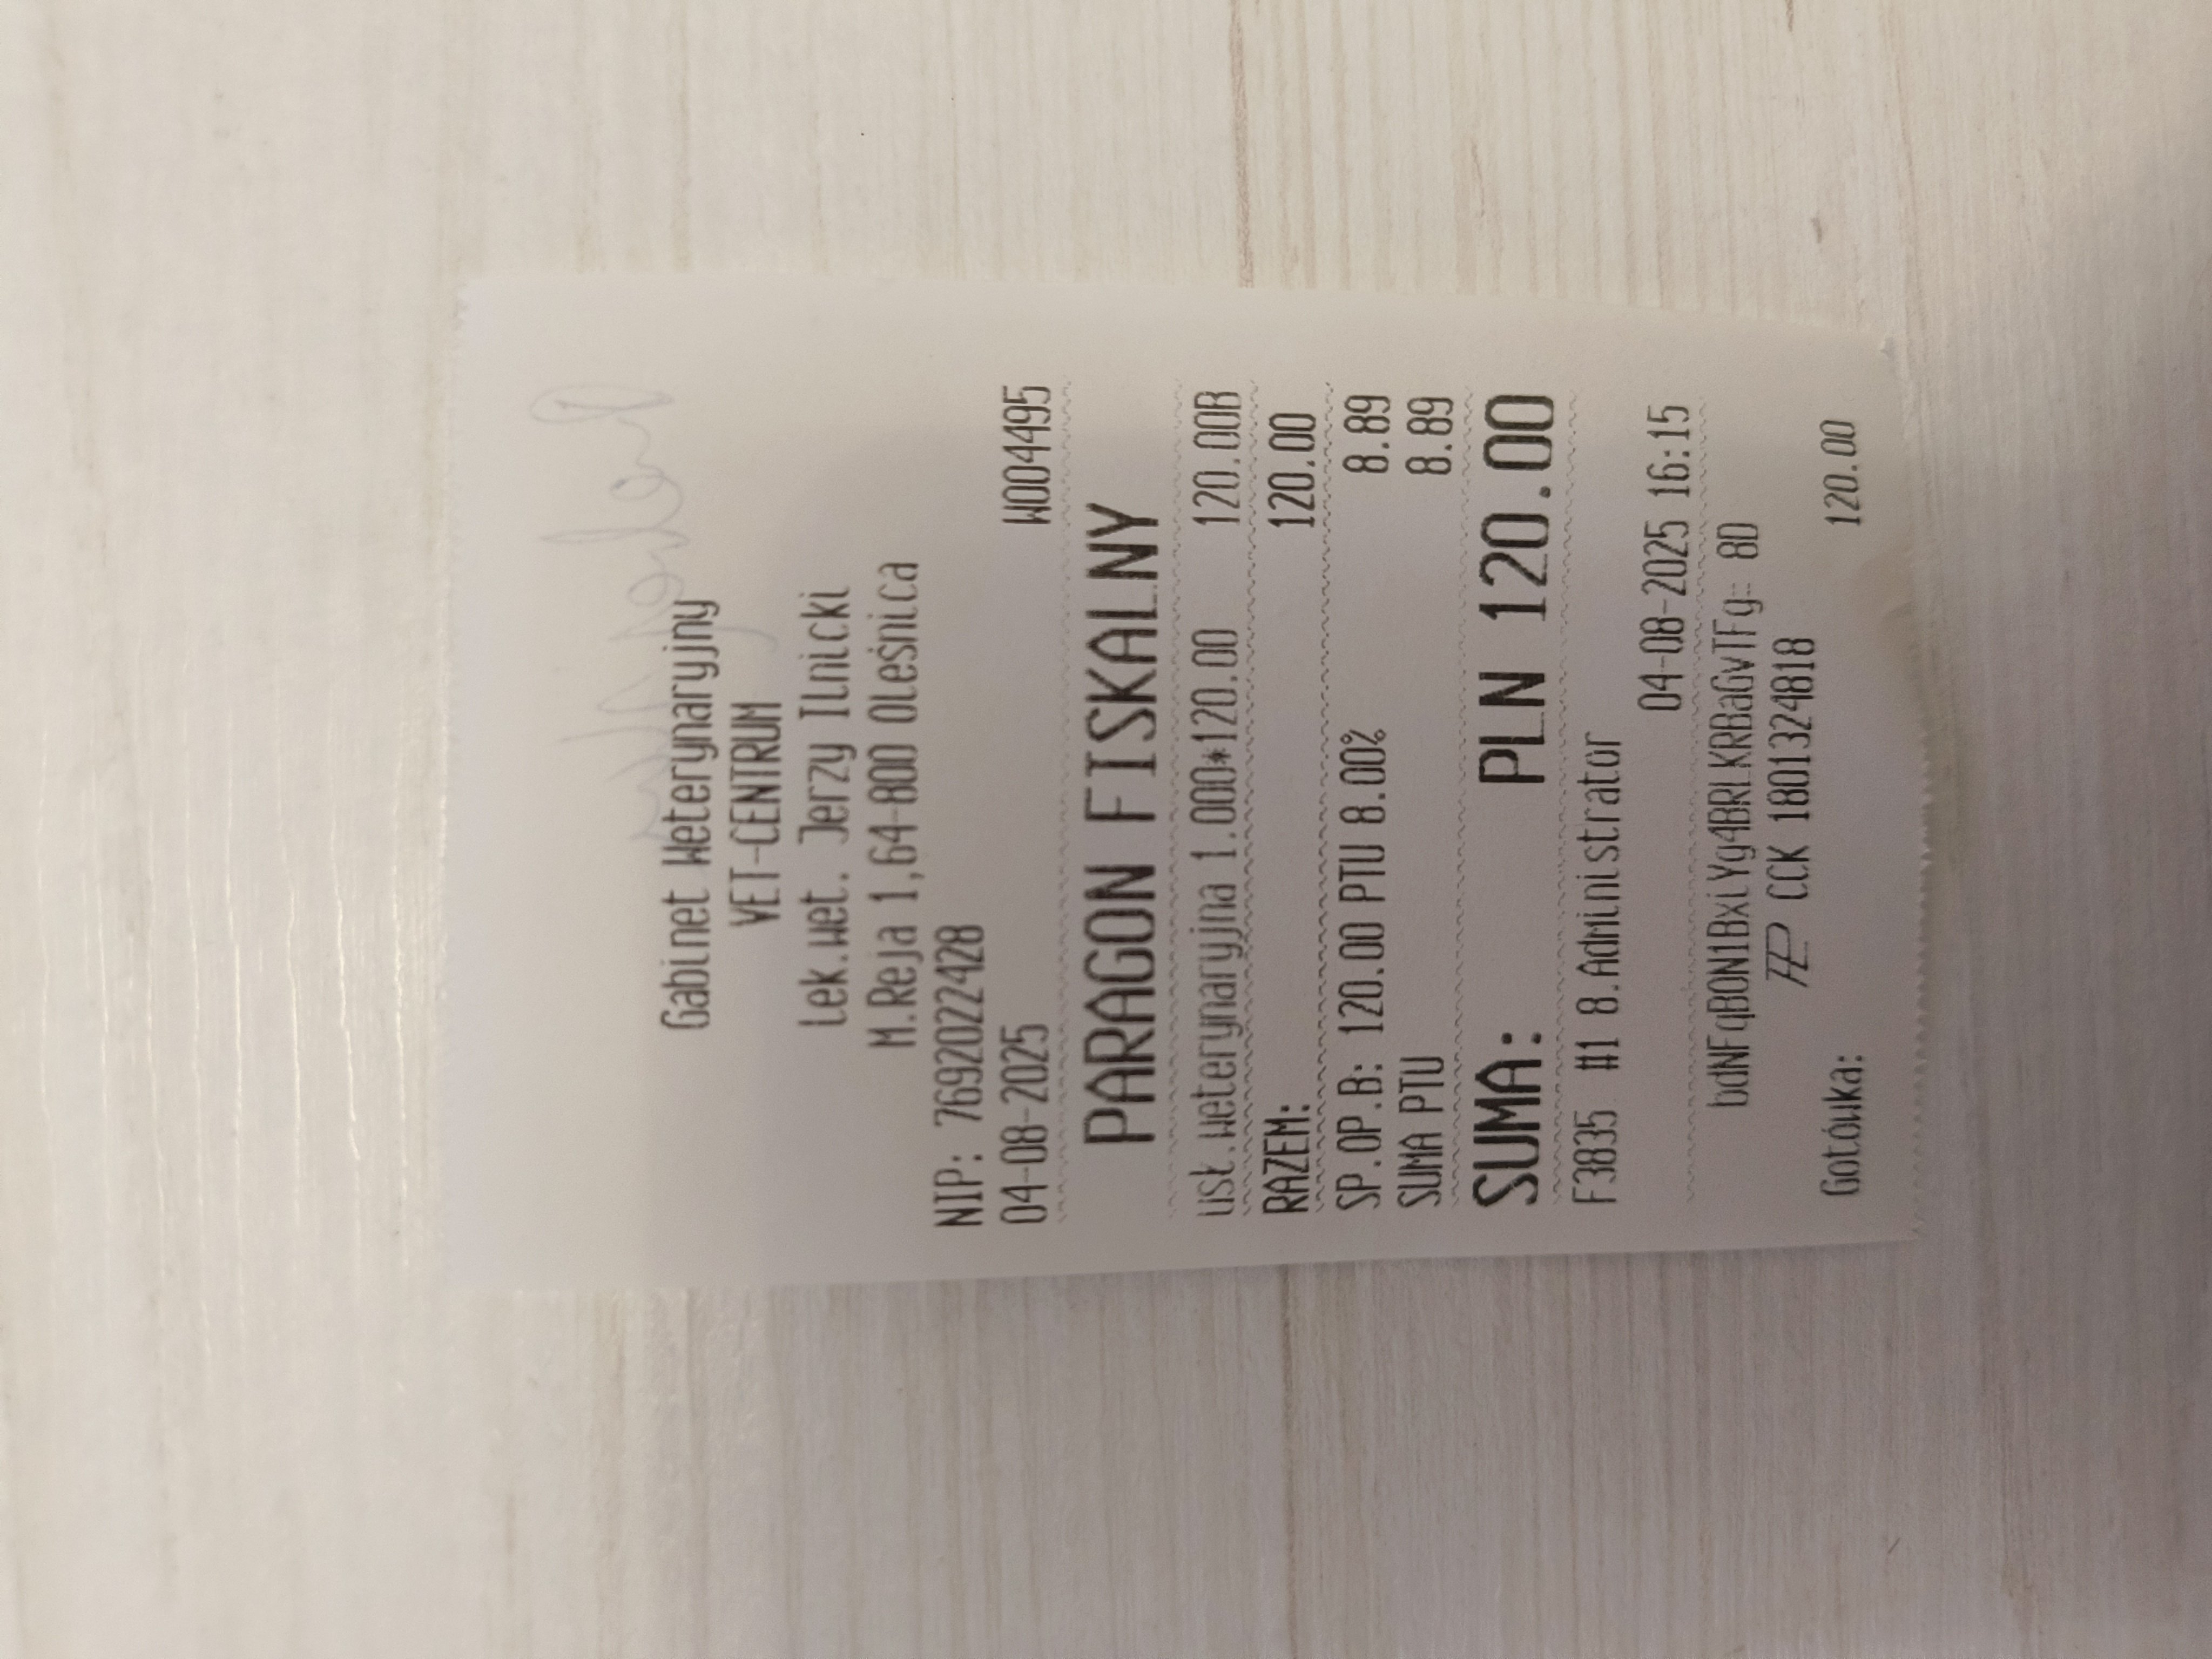 Gabinet Weterynaryjny
VET-CENTRUM
Lek.wet. Jerzy Ilnicki
M.Reja 1,64-800 Oleśnica
NIP: 7692022428
04-08-2025 W004495
PARAGON FISKALNY
usł.weterynaryjna 1.000*120.00 120.00B
RAZEM: 120.00
SP.OP.B: 120.00 PTU 8.00% 8.89
SUMA PTU 8.89
SUMA: PLN 120.00
F3835 #1 8.Administrator
04-08-2025 16:15
bdNFqBON1BxiYg4BRLKRBaGvTFg= 8D
CCK 1801324818
Gotówka: 120.00